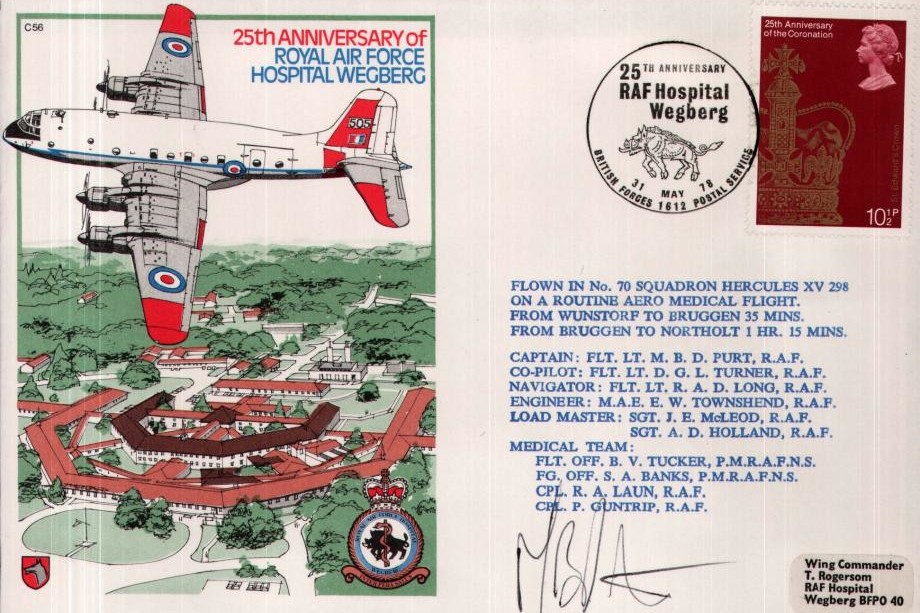 C56
25th ANNIVERSARY of
ROYAL AIR FORCE
HOSPITAL WEGBERG
505
25TH ANNIVERSARY
RAF Hospital
Wegberg
31 MAY 78
BRITISH FORCES 1612 POSTAL SERVICE
25th Anniversary
of the Coronation
St Edward's Crown
10½P
FLOWN IN No. 70 SQUADRON HERCULES XV 298
ON A ROUTINE AERO MEDICAL FLIGHT.
FROM WUNSTORF TO BRUGGEN 35 MINS.
FROM BRUGGEN TO NORTHOLT 1 HR. 15 MINS.
CAPTAIN: FLT. LT. M. B. D. PURT, R.A.F.
CO-PILOT: FLT. LT. D. G. L. TURNER, R.A.F.
NAVIGATOR: FLT. LT. R. A. D. LONG, R.A.F.
ENGINEER: M.A.E. E. W. TOWNSHEND, R.A.F.
LOAD MASTER: SGT. J. E. McLEOD, R.A.F.
SGT. A. D. HOLLAND, R.A.F.
MEDICAL TEAM:
FLT. OFF. B. V. TUCKER, P.M.R.A.F.N.S.
FG. OFF. S. A. BANKS, P.M.R.A.F.N.S.
CPL. R. A. LAUN, R.A.F.
CPL. P. GUNTRIP, R.A.F.
WEGBERG
Wing Commander
T. Rogersom
RAF Hospital
Wegberg BFPO 40